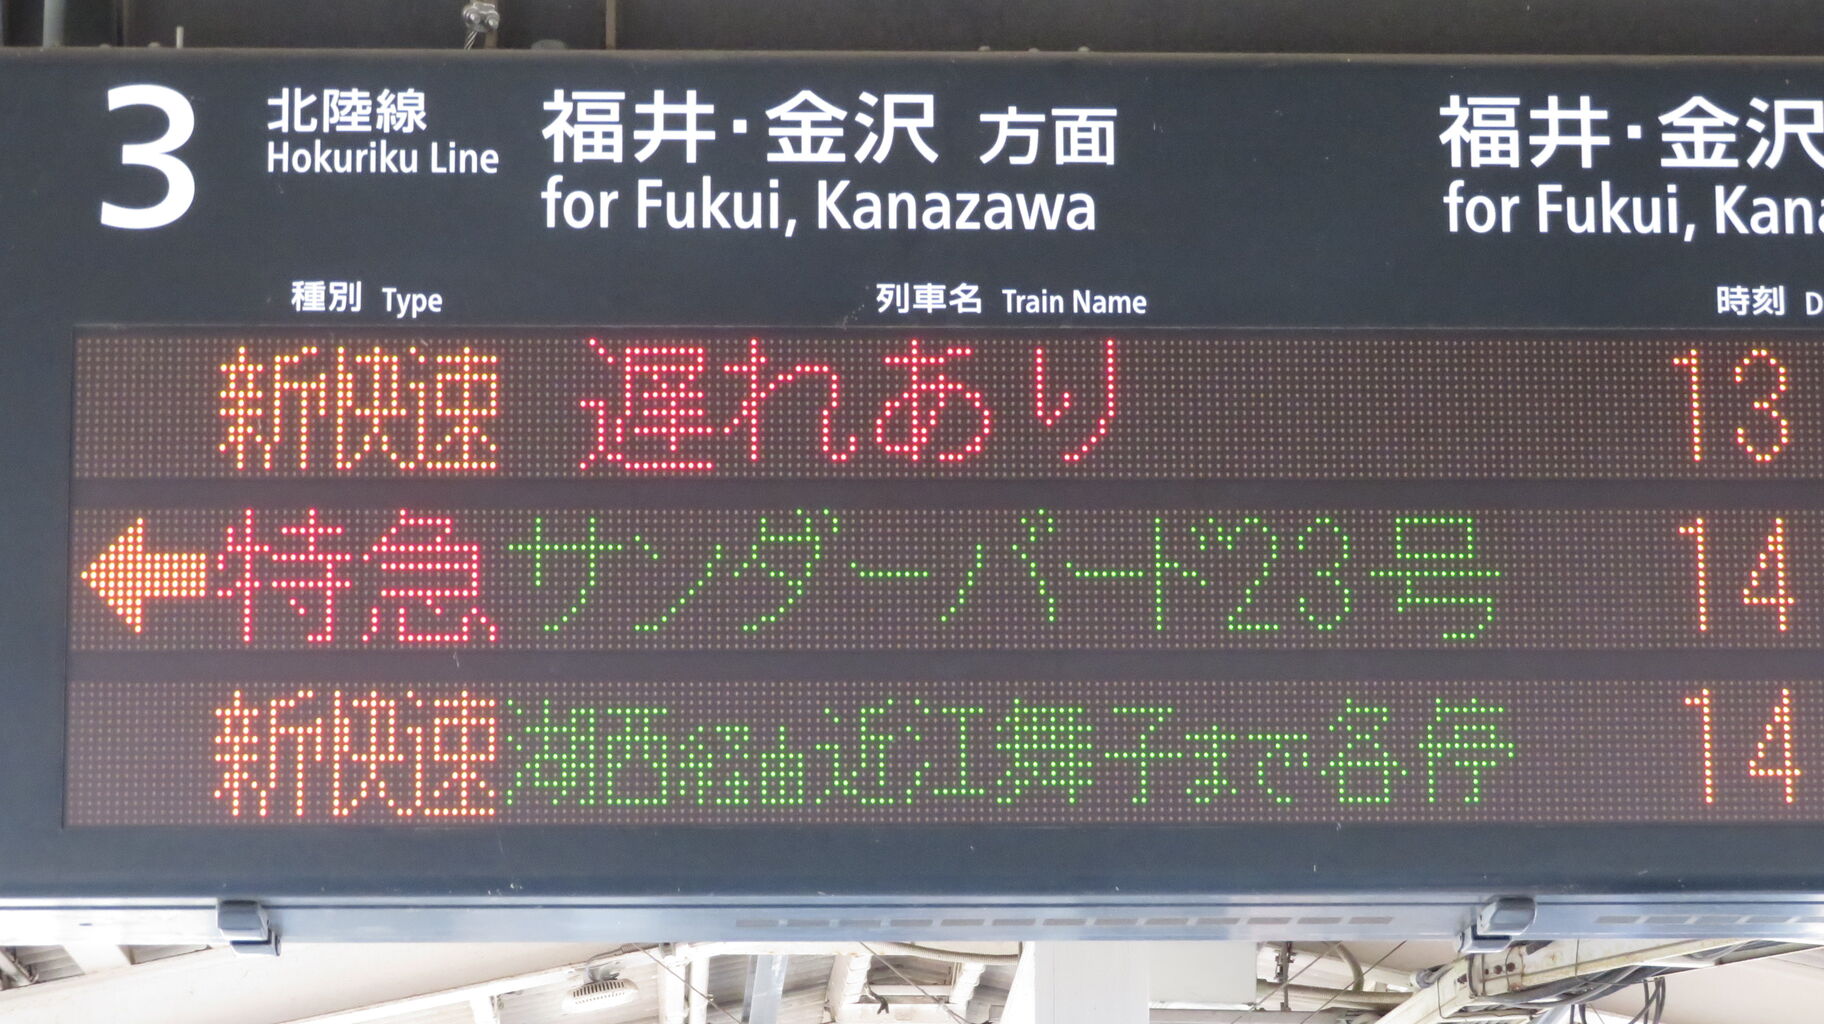 3 北陸線 福井・金沢 方面 福井・金沢
Hokuriku Line for Fukui, Kanazawa for Fukui, Kana
種別 Type 列車名 Train Name 時刻 D
新快速 遅れあり 13
特急 サンダーバード23号 14
新快速 湖西経由近江舞子まで各停 14